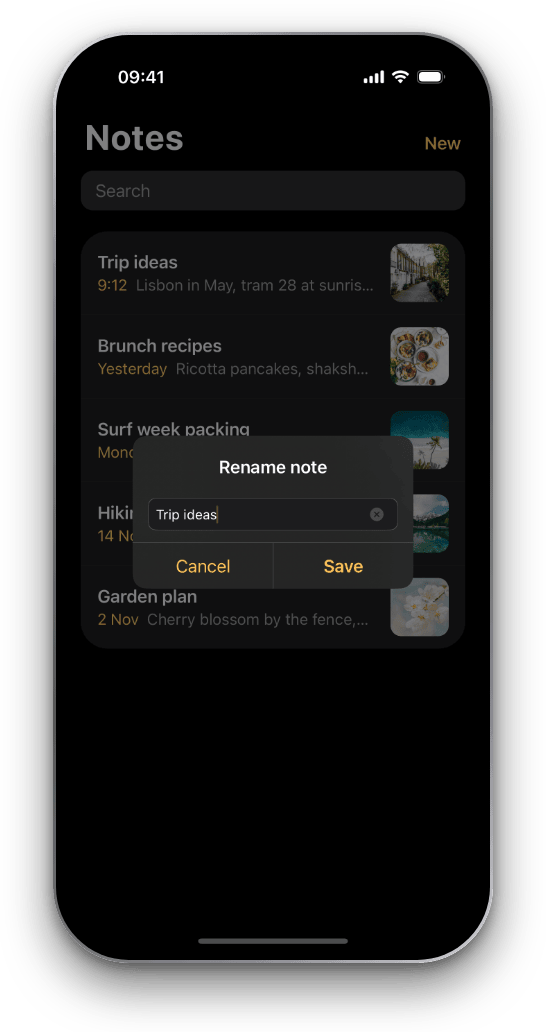 09:41
Notes
New
Search
Trip ideas
9:12 Lisbon in May, tram 28 at sunris...
Brunch recipes
Yesterday Ricotta pancakes, shaksh...
Surf week packing
Rename note
Trip ideas
Cancel
Save
Garden plan
2 Nov Cherry blossom by the fence,...